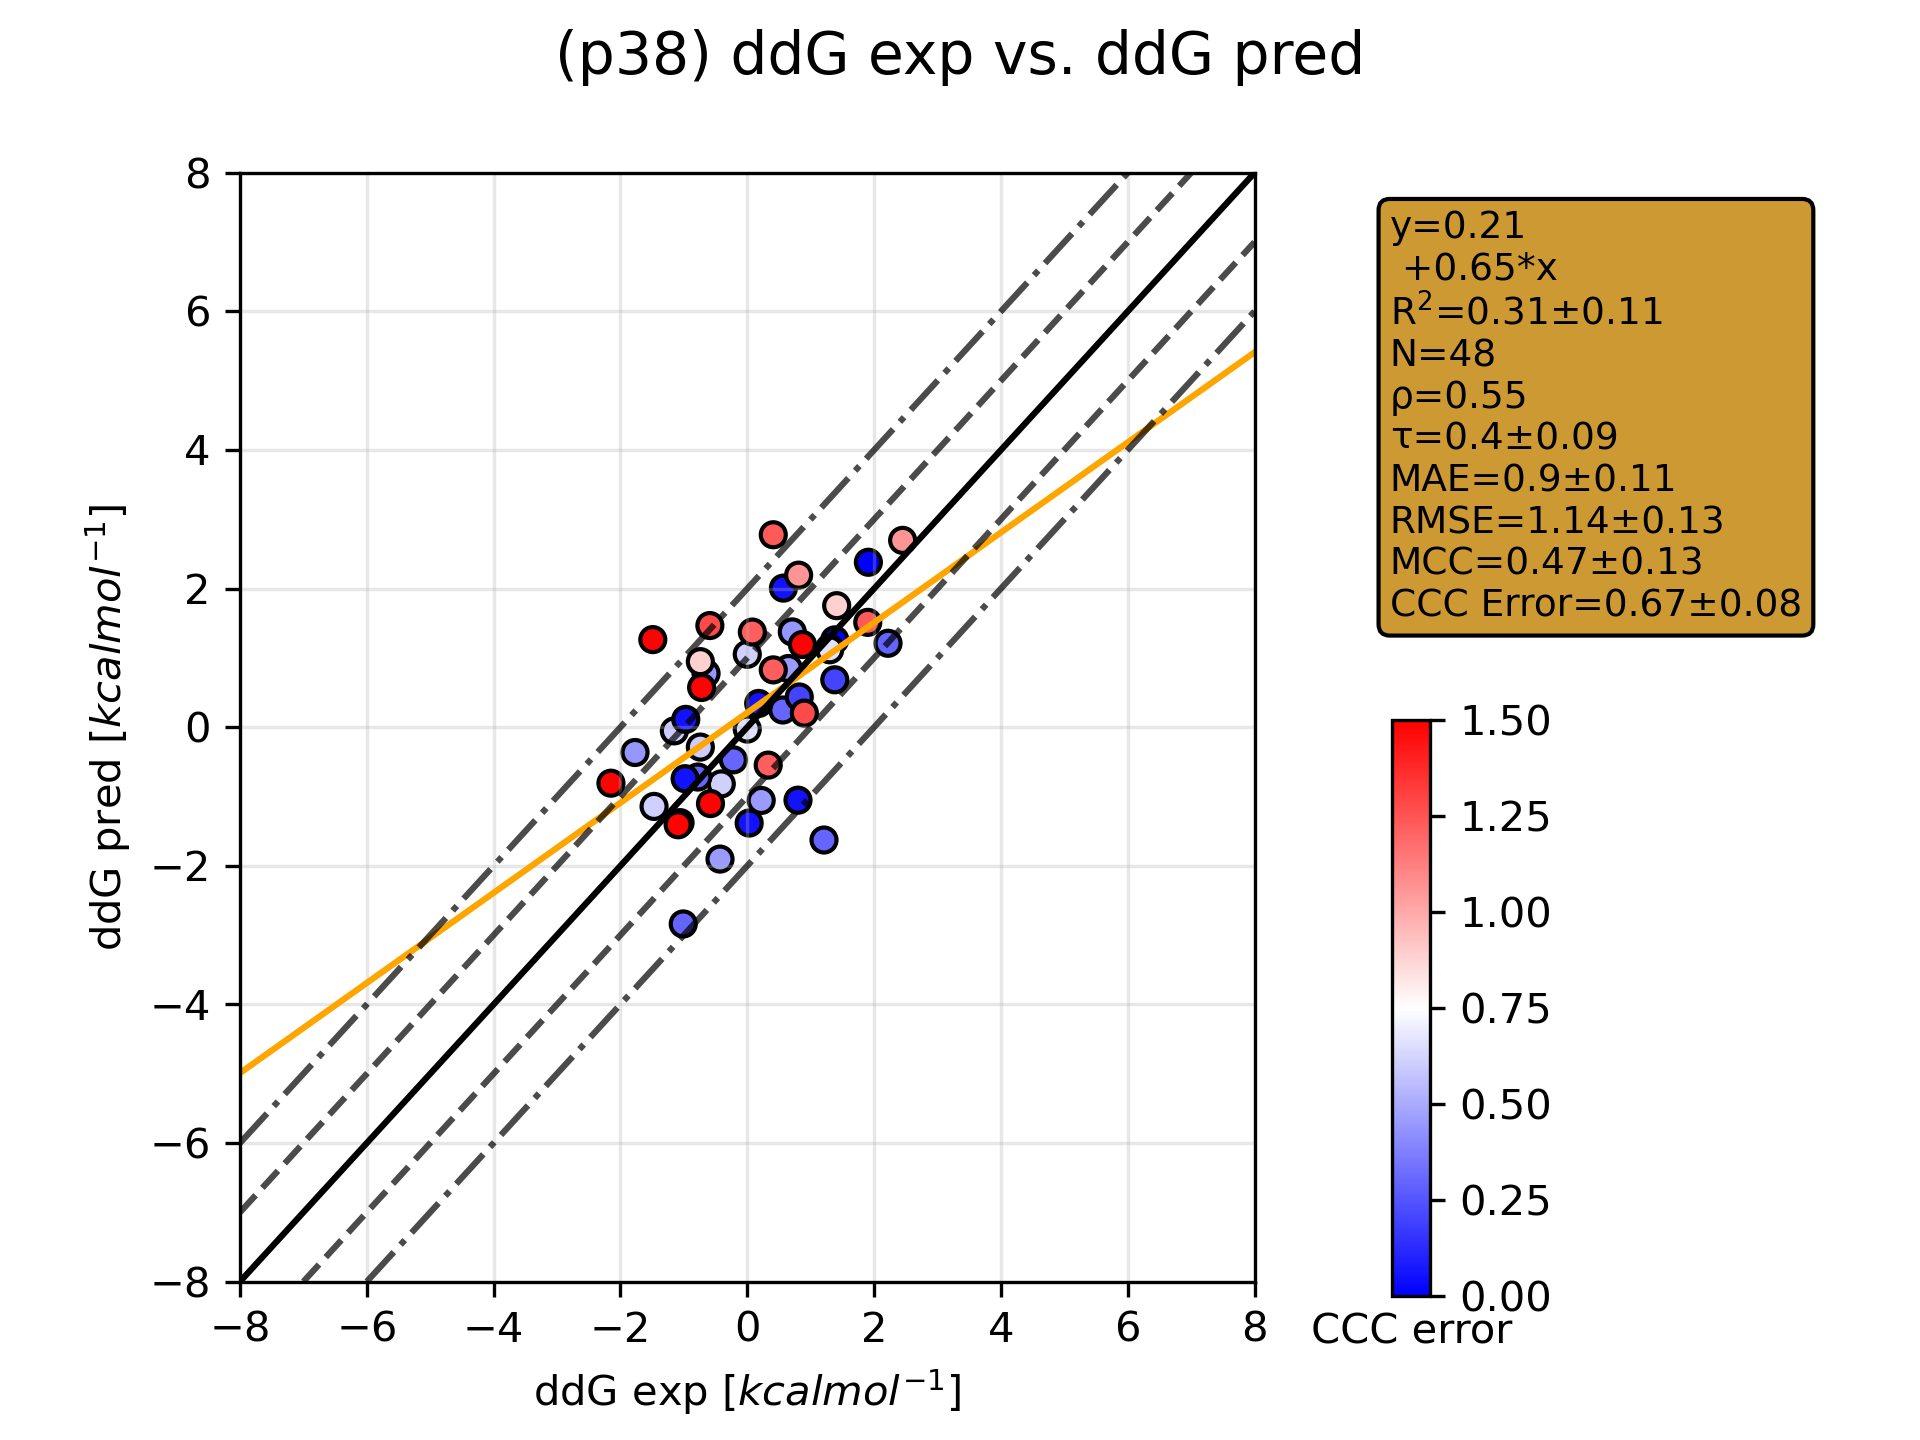 (p38) ddG exp vs. ddG pred
8
6
4
2
0
−2
−4
−6
−8
ddG pred [kcalmol⁻¹]
−8 −6 −4 −2 0 2 4 6 8
ddG exp [kcalmol⁻¹]
y=0.21
+0.65*x
R²=0.31±0.11
N=48
ρ=0.55
τ=0.4±0.09
MAE=0.9±0.11
RMSE=1.14±0.13
MCC=0.47±0.13
CCC Error=0.67±0.08
1.50
1.25
1.00
0.75
0.50
0.25
0.00
CCC error